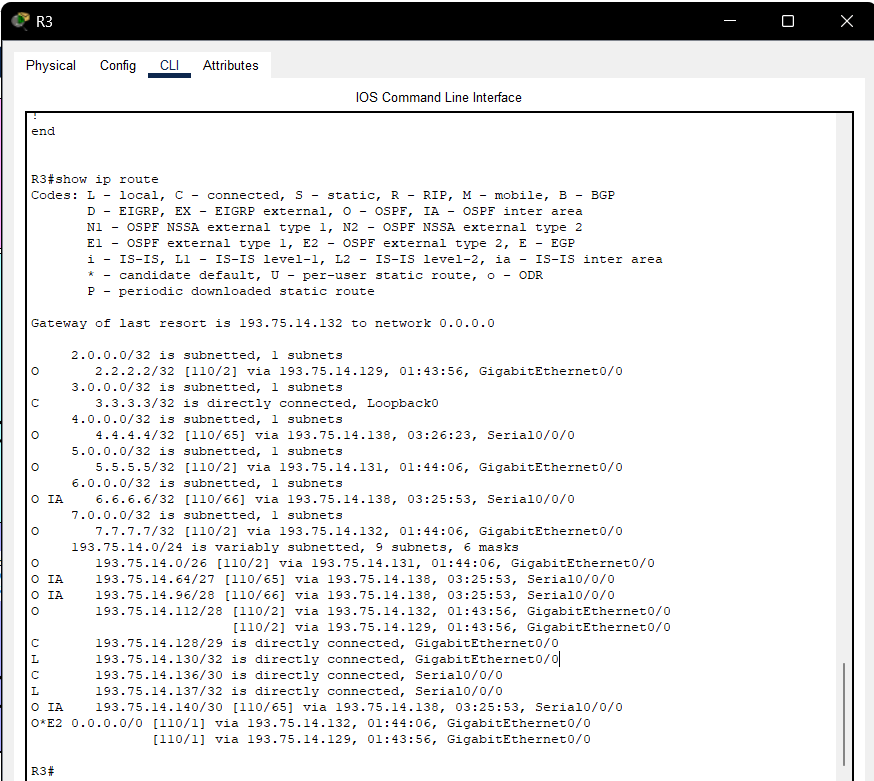 R3
Physical Config CLI Attributes
IOS Command Line Interface
!
end
R3#show ip route
Codes: L - local, C - connected, S - static, R - RIP, M - mobile, B - BGP
D - EIGRP, EX - EIGRP external, O - OSPF, IA - OSPF inter area
N1 - OSPF NSSA external type 1, N2 - OSPF NSSA external type 2
E1 - OSPF external type 1, E2 - OSPF external type 2, E - EGP
i - IS-IS, L1 - IS-IS level-1, L2 - IS-IS level-2, ia - IS-IS inter area
* - candidate default, U - per-user static route, o - ODR
P - periodic downloaded static route
Gateway of last resort is 193.75.14.132 to network 0.0.0.0
2.0.0.0/32 is subnetted, 1 subnets
O 2.2.2.2/32 [110/2] via 193.75.14.129, 01:43:56, GigabitEthernet0/0
3.0.0.0/32 is subnetted, 1 subnets
C 3.3.3.3/32 is directly connected, Loopback0
4.0.0.0/32 is subnetted, 1 subnets
O 4.4.4.4/32 [110/65] via 193.75.14.138, 03:26:23, Serial0/0/0
5.0.0.0/32 is subnetted, 1 subnets
O 5.5.5.5/32 [110/2] via 193.75.14.131, 01:44:06, GigabitEthernet0/0
6.0.0.0/32 is subnetted, 1 subnets
O IA 6.6.6.6/32 [110/66] via 193.75.14.138, 03:25:53, Serial0/0/0
7.0.0.0/32 is subnetted, 1 subnets
O 7.7.7.7/32 [110/2] via 193.75.14.132, 01:44:06, GigabitEthernet0/0
193.75.14.0/24 is variably subnetted, 9 subnets, 6 masks
O 193.75.14.0/26 [110/2] via 193.75.14.131, 01:44:06, GigabitEthernet0/0
O IA 193.75.14.64/27 [110/65] via 193.75.14.138, 03:25:53, Serial0/0/0
O IA 193.75.14.96/28 [110/66] via 193.75.14.138, 03:25:53, Serial0/0/0
O 193.75.14.112/28 [110/2] via 193.75.14.132, 01:43:56, GigabitEthernet0/0
[110/2] via 193.75.14.129, 01:43:56, GigabitEthernet0/0
C 193.75.14.128/29 is directly connected, GigabitEthernet0/0
L 193.75.14.130/32 is directly connected, GigabitEthernet0/0
C 193.75.14.136/30 is directly connected, Serial0/0/0
L 193.75.14.137/32 is directly connected, Serial0/0/0
O IA 193.75.14.140/30 [110/65] via 193.75.14.138, 03:25:53, Serial0/0/0
O*E2 0.0.0.0/0 [110/1] via 193.75.14.132, 01:44:06, GigabitEthernet0/0
[110/1] via 193.75.14.129, 01:43:56, GigabitEthernet0/0
R3#